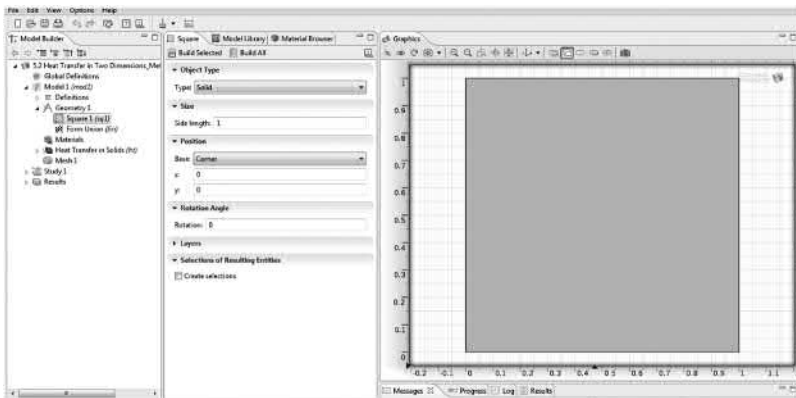 File Edit View Options Help
Model Builder
5.2 Heat Transfer in Two Dimensions_Met
Global Definitions
Model 1 (mod2)
Definitions
Geometry 1
Square 1 (sq1)
Form Union (fin)
Materials
Heat Transfer in Solids (ht)
Mesh 1
Study 1
Results
Square Model Library Material Browser
Build Selected Build All
Object Type
Type: Solid
Size
Side length: 1
Position
Base: Corner
x: 0
y: 0
Rotation Angle
Rotation: 0
Layers
Selections of Resulting Entities
Create selections
Graphics
1
0.9
0.8
0.7
0.6
0.5
0.4
0.3
0.2
0.1
0
-0.2 -0.1 0 0.1 0.2 0.3 0.4 0.5 0.6 0.7 0.8 0.9 1 1.1
Messages Progress Log Results